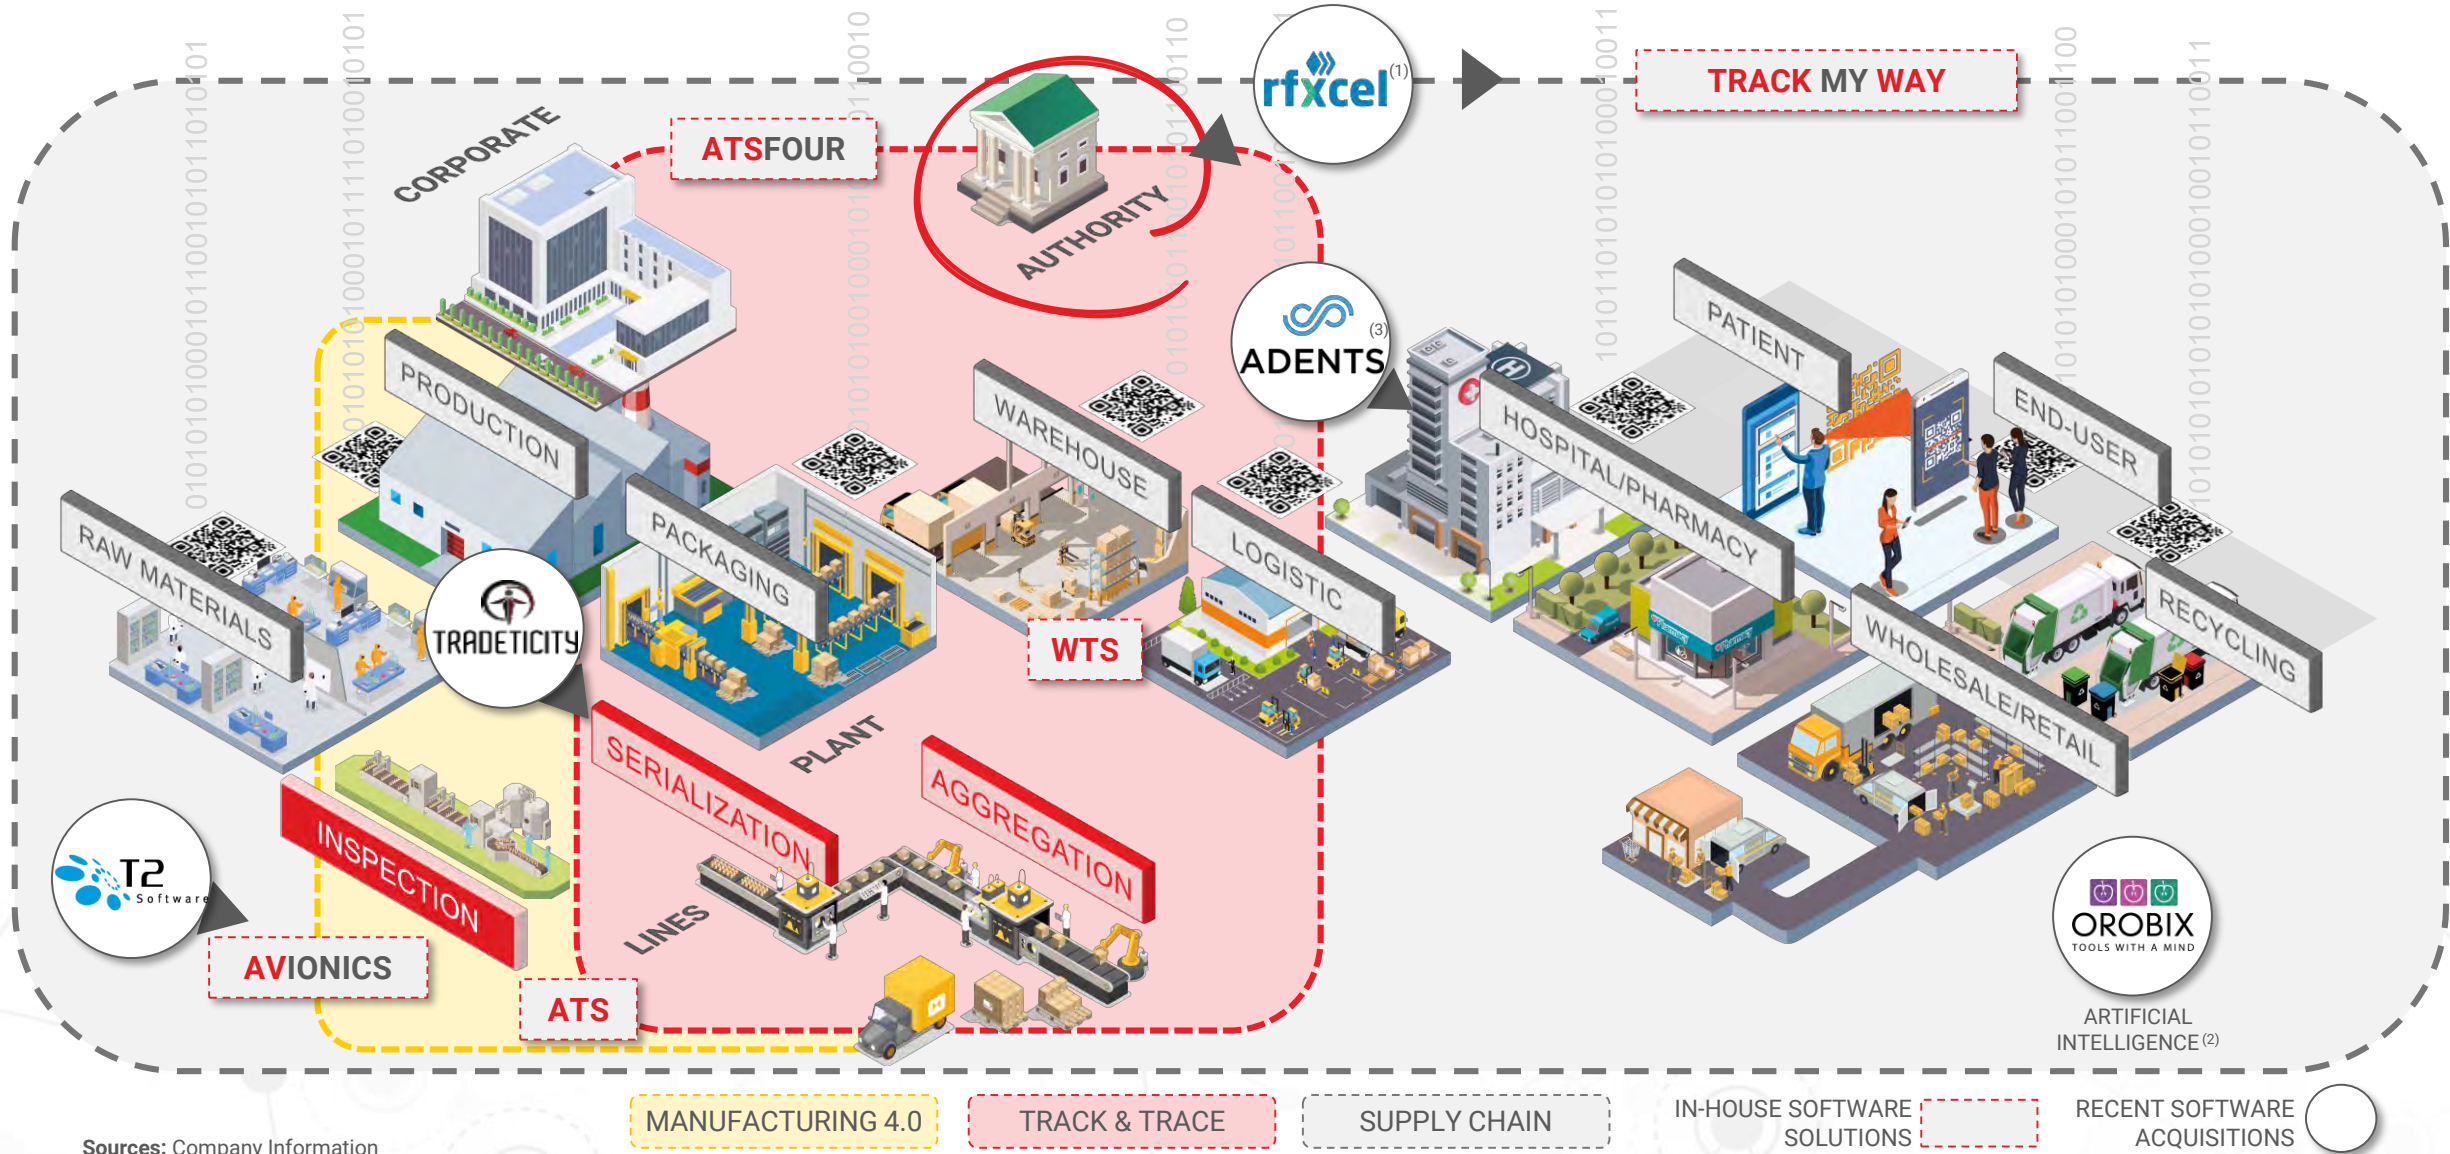 rfxcel (1)
TRACK MY WAY
CORPORATE
ATSFOUR
AUTHORITY
ADENTS (3)
PATIENT
PRODUCTION
WAREHOUSE
HOSPITAL/PHARMACY
END-USER
RAW MATERIALS
PACKAGING
LOGISTIC
TRADETICITY
WTS
WHOLESALE/RETAIL
RECYCLING
Pharmacy
PLANT
SERIALIZATION
AGGREGATION
INSPECTION
LINES
T2
Software
AVIONICS
ATS
OROBIX
TOOLS WITH A MIND
ARTIFICIAL
INTELLIGENCE (2)
MANUFACTURING 4.0
TRACK & TRACE
SUPPLY CHAIN
IN-HOUSE SOFTWARE
SOLUTIONS
RECENT SOFTWARE
ACQUISITIONS
Sources: Company Information